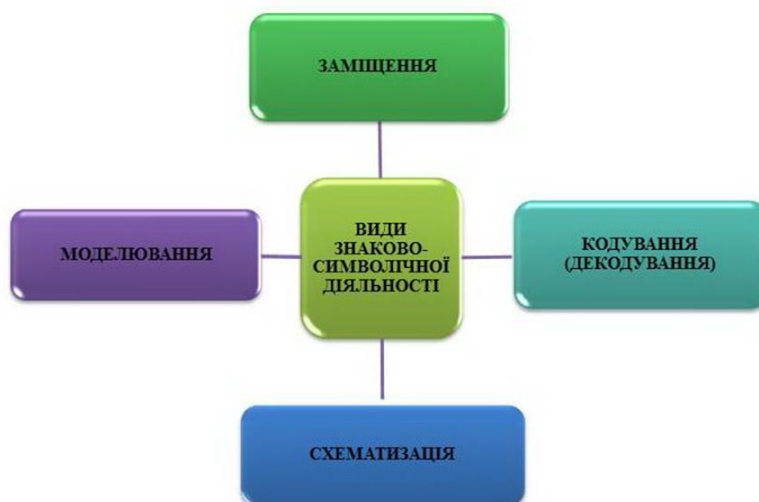 ЗАМІЩЕННЯ
МОДЕЛЮВАННЯ
ВИДИ
ЗНАКОВО-
СИМВОЛІЧНОЇ
ДІЯЛЬНОСТІ
КОДУВАННЯ
(ДЕКОДУВАННЯ)
СХЕМАТИЗАЦІЯ